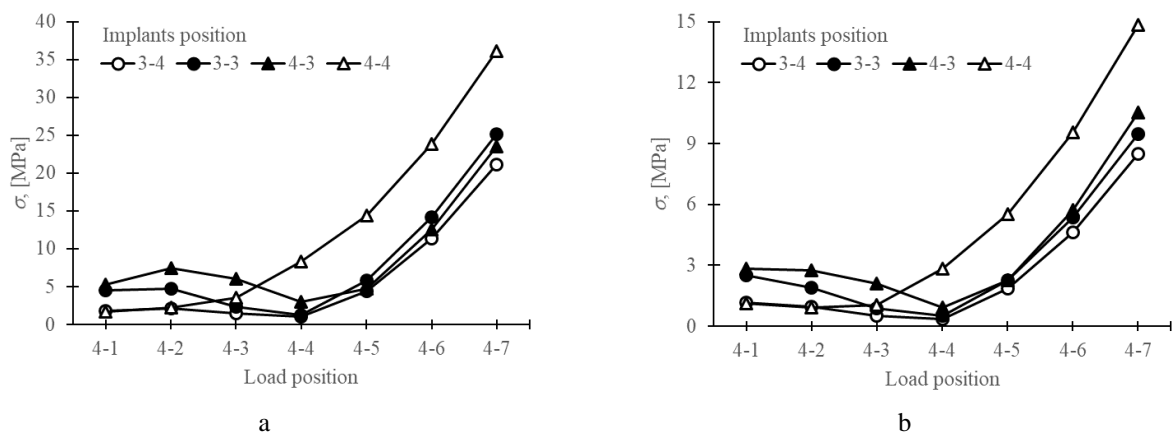 40
35
30
25
20
15
10
5
0
σ, [MPa]
Implants position
3-4 3-3 4-3 4-4
4-1 4-2 4-3 4-4 4-5 4-6 4-7
Load position
a
15
12
9
6
3
0
σ, [MPa]
Implants position
3-4 3-3 4-3 4-4
4-1 4-2 4-3 4-4 4-5 4-6 4-7
Load position
b